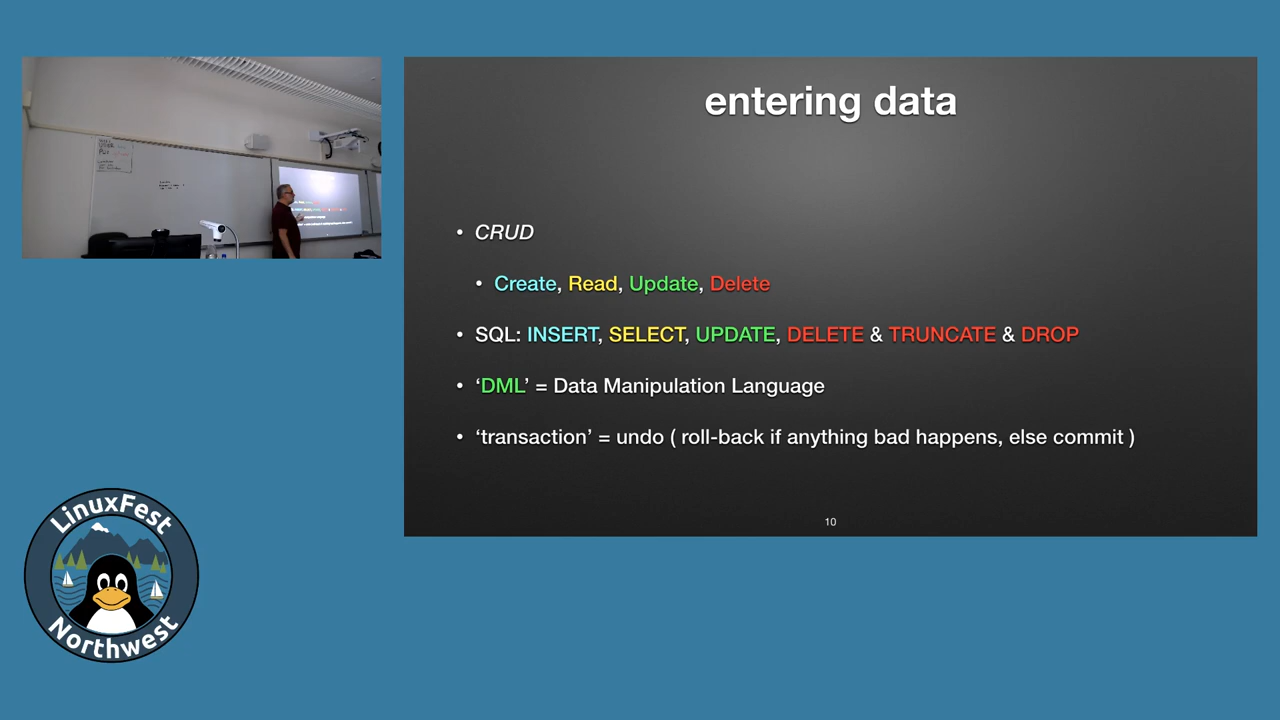 entering data
• CRUD
• Create, Read, Update, Delete
• SQL: INSERT, SELECT, UPDATE, DELETE & TRUNCATE & DROP
• ‘DML’ = Data Manipulation Language
• ‘transaction’ = undo ( roll-back if anything bad happens, else commit )
10
LinuxFest
Northwest